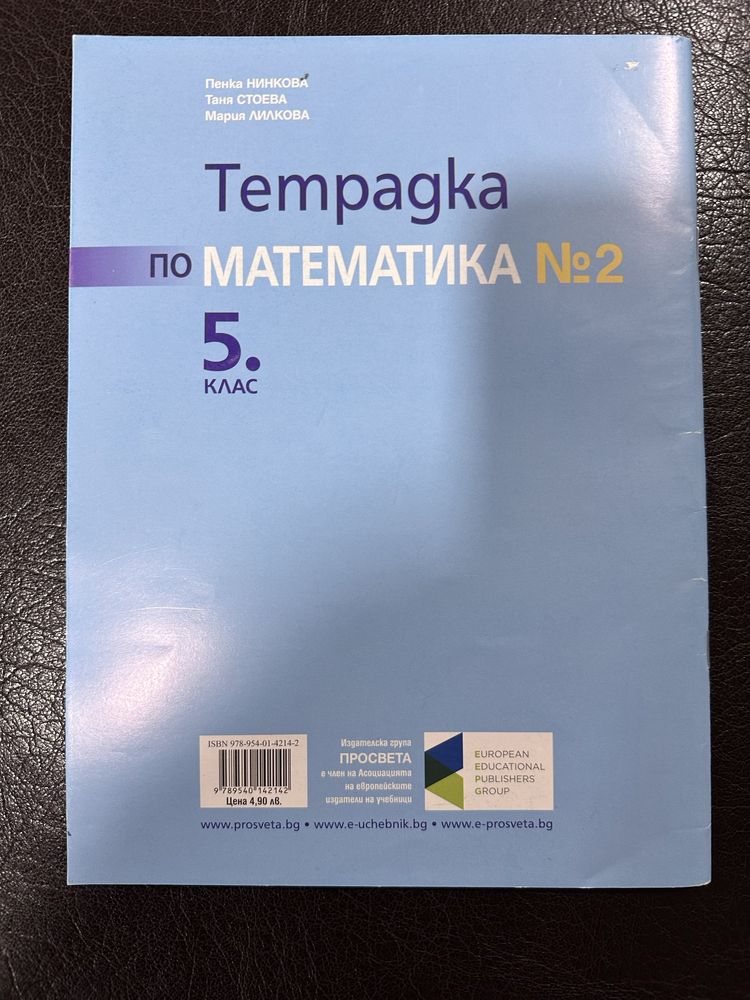 Пенка НИНКОВА
Таня СТОЕВА
Мария ЛИЛКОВА
Тетрадка
по МАТЕМАТИКА №2
5.
КЛАС
ISBN 978-954-01-4214-2
9 789540 142142
Цена 4,90 лв.
Издателска група
ПРОСВЕТА
е член на Асоциацията
на европейските
издатели на учебници
EUROPEAN
EDUCATIONAL
PUBLISHERS
GROUP
E
E
P
G
www.prosveta.bg • www.e-uchebnik.bg • www.e-prosveta.bg